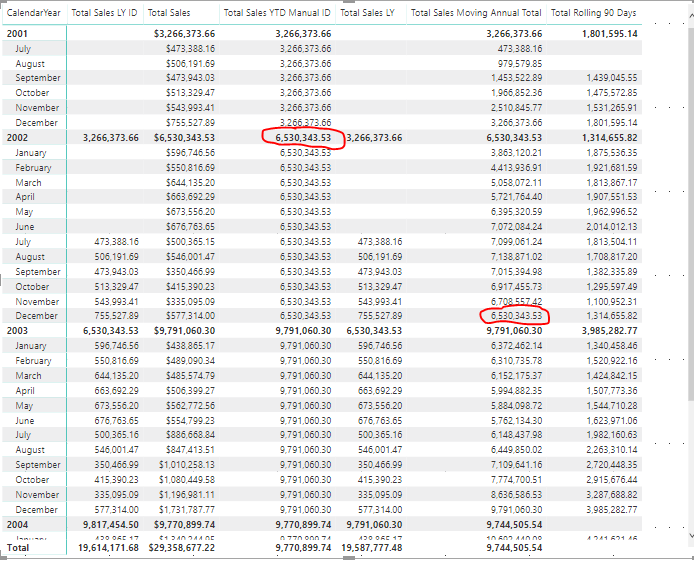 CalendarYear Total Sales LY ID Total Sales Total Sales YTD Manual ID Total Sales LY Total Sales Moving Annual Total Total Rolling 90 Days
2001 $3,266,373.66 3,266,373.66 3,266,373.66 1,801,595.14
July $473,388.16 3,266,373.66 473,388.16
August $506,191.69 3,266,373.66 979,579.85
September $473,943.03 3,266,373.66 1,453,522.89 1,439,045.55
October $513,329.47 3,266,373.66 1,966,852.36 1,475,572.85
November $543,993.41 3,266,373.66 2,510,845.77 1,531,265.91
December $755,527.89 3,266,373.66 3,266,373.66 1,801,595.14
2002 3,266,373.66 $6,530,343.53 6,530,343.53 3,266,373.66 6,530,343.53 1,314,655.82
January $596,746.56 6,530,343.53 3,863,120.21 1,875,536.35
February $550,816.69 6,530,343.53 4,413,936.91 1,921,681.59
March $644,135.20 6,530,343.53 5,058,072.11 1,813,867.17
April $663,692.29 6,530,343.53 5,721,764.40 1,907,551.53
May $673,556.20 6,530,343.53 6,395,320.59 1,962,996.52
June $676,763.65 6,530,343.53 7,072,084.24 2,014,012.13
July 473,388.16 $500,365.15 6,530,343.53 473,388.16 7,099,061.24 1,813,504.11
August 506,191.69 $546,001.47 6,530,343.53 506,191.69 7,138,871.02 1,708,817.20
September 473,943.03 $350,466.99 6,530,343.53 473,943.03 7,015,394.98 1,382,335.89
October 513,329.47 $415,390.23 6,530,343.53 513,329.47 6,917,455.73 1,295,597.49
November 543,993.41 $335,095.09 6,530,343.53 543,993.41 6,708,557.42 1,100,952.31
December 755,527.89 $577,314.00 6,530,343.53 755,527.89 6,530,343.53 1,314,655.82
2003 6,530,343.53 $9,791,060.30 9,791,060.30 6,530,343.53 9,791,060.30 3,985,282.77
January 596,746.56 $438,865.17 9,791,060.30 596,746.56 6,372,462.14 1,340,458.46
February 550,816.69 $489,090.34 9,791,060.30 550,816.69 6,310,735.78 1,520,922.16
March 644,135.20 $485,574.79 9,791,060.30 644,135.20 6,152,175.37 1,424,842.15
April 663,692.29 $506,399.27 9,791,060.30 663,692.29 5,994,882.35 1,507,773.36
May 673,556.20 $562,772.56 9,791,060.30 673,556.20 5,884,098.72 1,544,710.28
June 676,763.65 $554,799.23 9,791,060.30 676,763.65 5,762,134.30 1,623,971.06
July 500,365.16 $886,668.84 9,791,060.30 500,365.16 6,148,437.98 1,982,160.63
August 546,001.47 $847,413.51 9,791,060.30 546,001.47 6,449,850.02 2,263,310.14
September 350,466.99 $1,010,258.13 9,791,060.30 350,466.99 7,109,641.16 2,720,448.35
October 415,390.23 $1,080,449.58 9,791,060.30 415,390.23 7,774,700.51 2,915,676.44
November 335,095.09 $1,196,981.11 9,791,060.30 335,095.09 8,636,586.53 3,287,688.82
December 577,314.00 $1,731,787.77 9,791,060.30 577,314.00 9,791,060.30 3,985,282.77
2004 9,817,454.50 $9,770,899.74 9,770,899.74 9,791,060.30 9,744,505.54
Total 19,614,171.68 $29,358,677.22 9,770,899.74 19,587,777.48 9,744,505.54